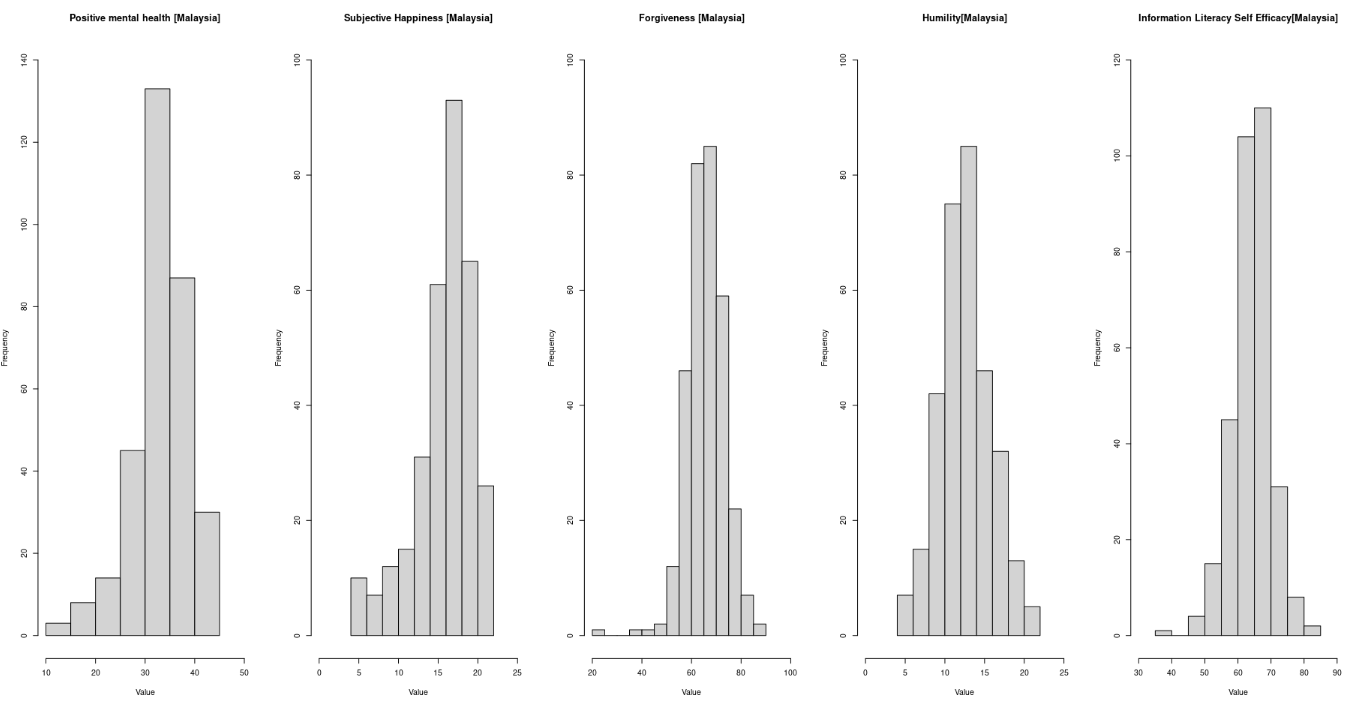 Positive mental health [Malaysia]
Frequency
0 20 40 60 80 100 120 140
10 20 30 40 50
Value
Subjective Happiness [Malaysia]
Frequency
0 20 40 60 80 100
0 5 10 15 20 25
Value
Forgiveness [Malaysia]
Frequency
0 20 40 60 80 100
20 40 60 80 100
Value
Humility[Malaysia]
Frequency
0 20 40 60 80 100
0 5 10 15 20 25
Value
Information Literacy Self Efficacy[Malaysia]
Frequency
0 20 40 60 80 100 120
30 40 50 60 70 80 90
Value